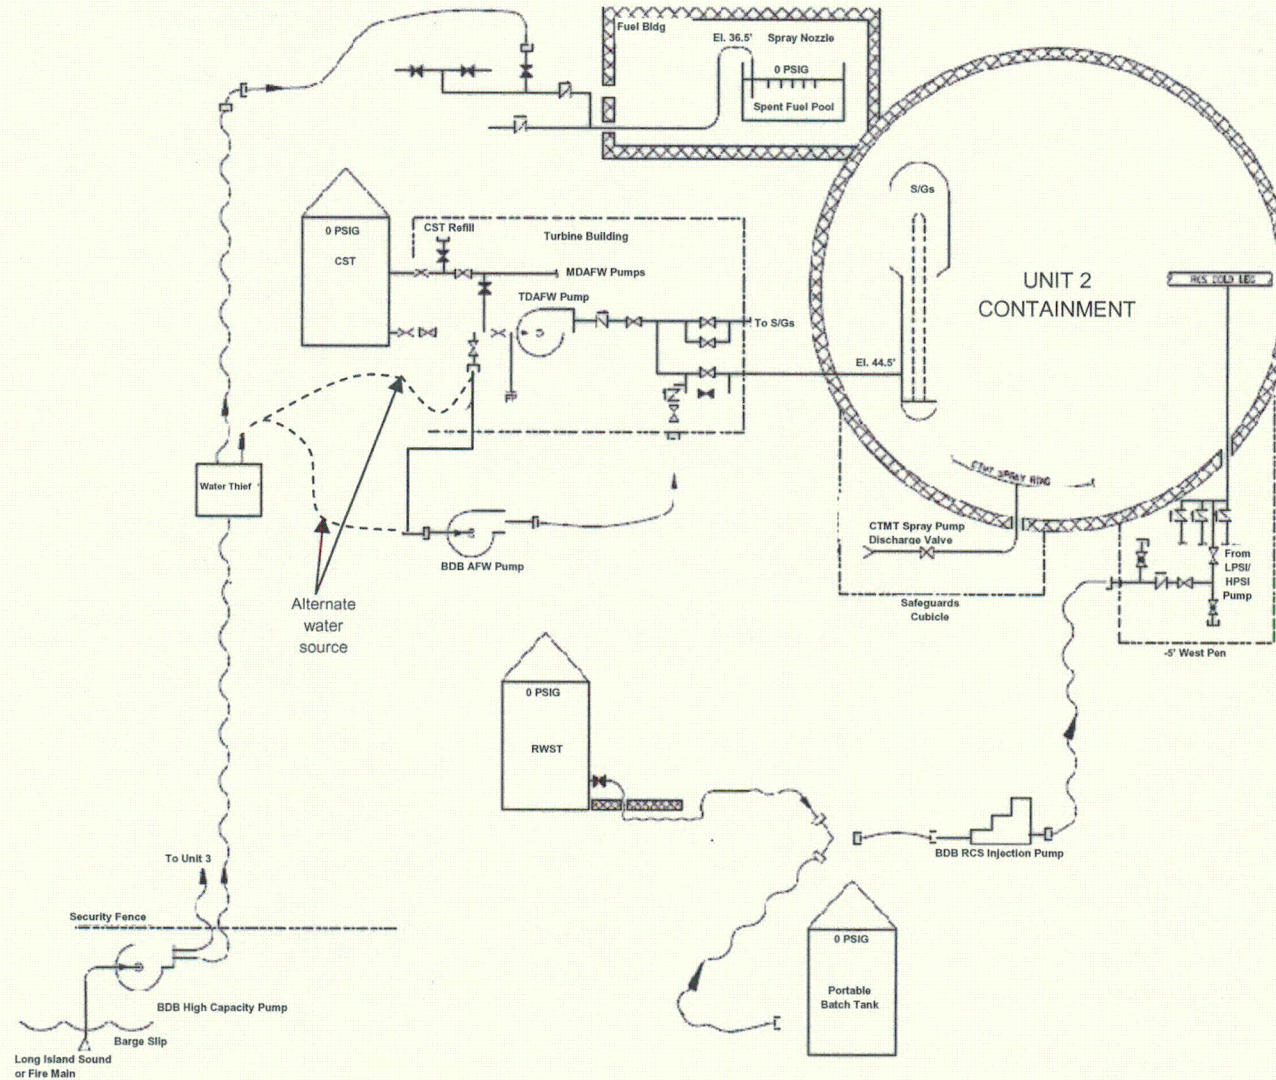 Fuel Bldg
El. 36.5'
Spray Nozzle
0 PSIG
Spent Fuel Pool
S/Gs
UNIT 2
CONTAINMENT
RCS COLD LEG
0 PSIG
CST
CST Refill
Turbine Building
MDAFW Pumps
TDAFW Pump
To S/Gs
El. 44.5'
Water Thief
CTMT SPRAY RING
CTMT Spray Pump
Discharge Valve
From
LPSI/
HPSI
Pump
BDB AFW Pump
Alternate
water
source
Safeguards
Cubicle
-5' West Pen
0 PSIG
RWST
BDB RCS Injection Pump
To Unit 3
Security Fence
0 PSIG
Portable
Batch Tank
BDB High Capacity Pump
Barge Slip
Long Island Sound
or Fire Main